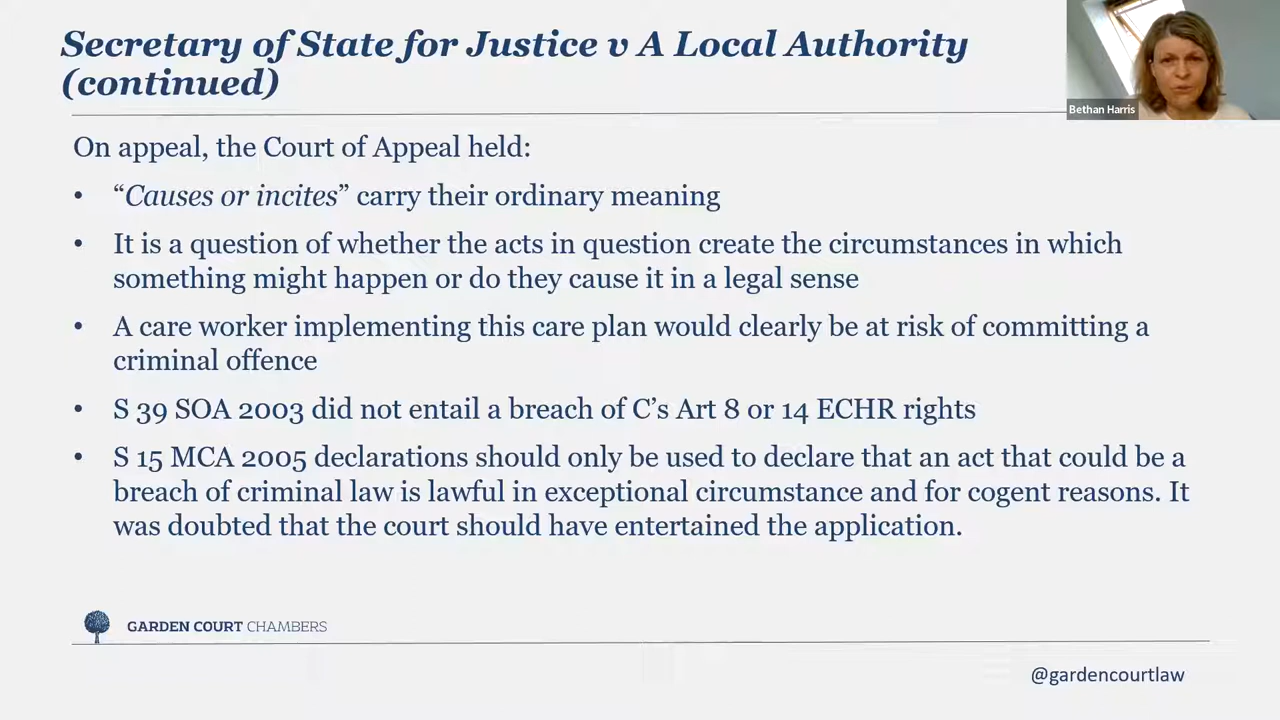 Secretary of State for Justice v A Local Authority
(continued)
Bethan Harris
On appeal, the Court of Appeal held:
• “Causes or incites” carry their ordinary meaning
• It is a question of whether the acts in question create the circumstances in which
something might happen or do they cause it in a legal sense
• A care worker implementing this care plan would clearly be at risk of committing a
criminal offence
• S 39 SOA 2003 did not entail a breach of C’s Art 8 or 14 ECHR rights
• S 15 MCA 2005 declarations should only be used to declare that an act that could be a
breach of criminal law is lawful in exceptional circumstance and for cogent reasons. It
was doubted that the court should have entertained the application.
GARDEN COURT CHAMBERS
@gardencourtlaw